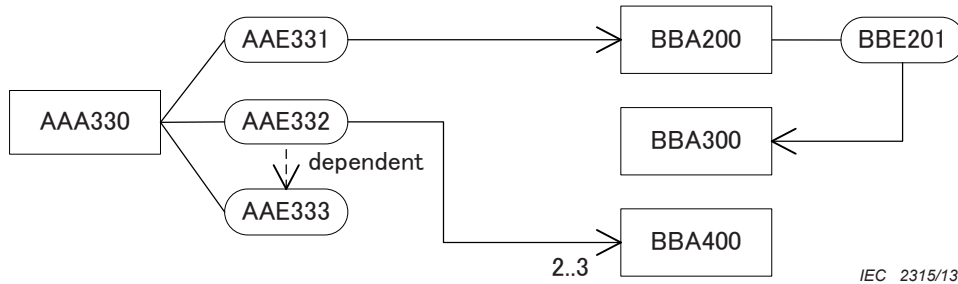 AAE331
BBA200
BBE201
AAA330
AAE332
BBA300
dependent
AAE333
BBA400
2..3
IEC 2315/13